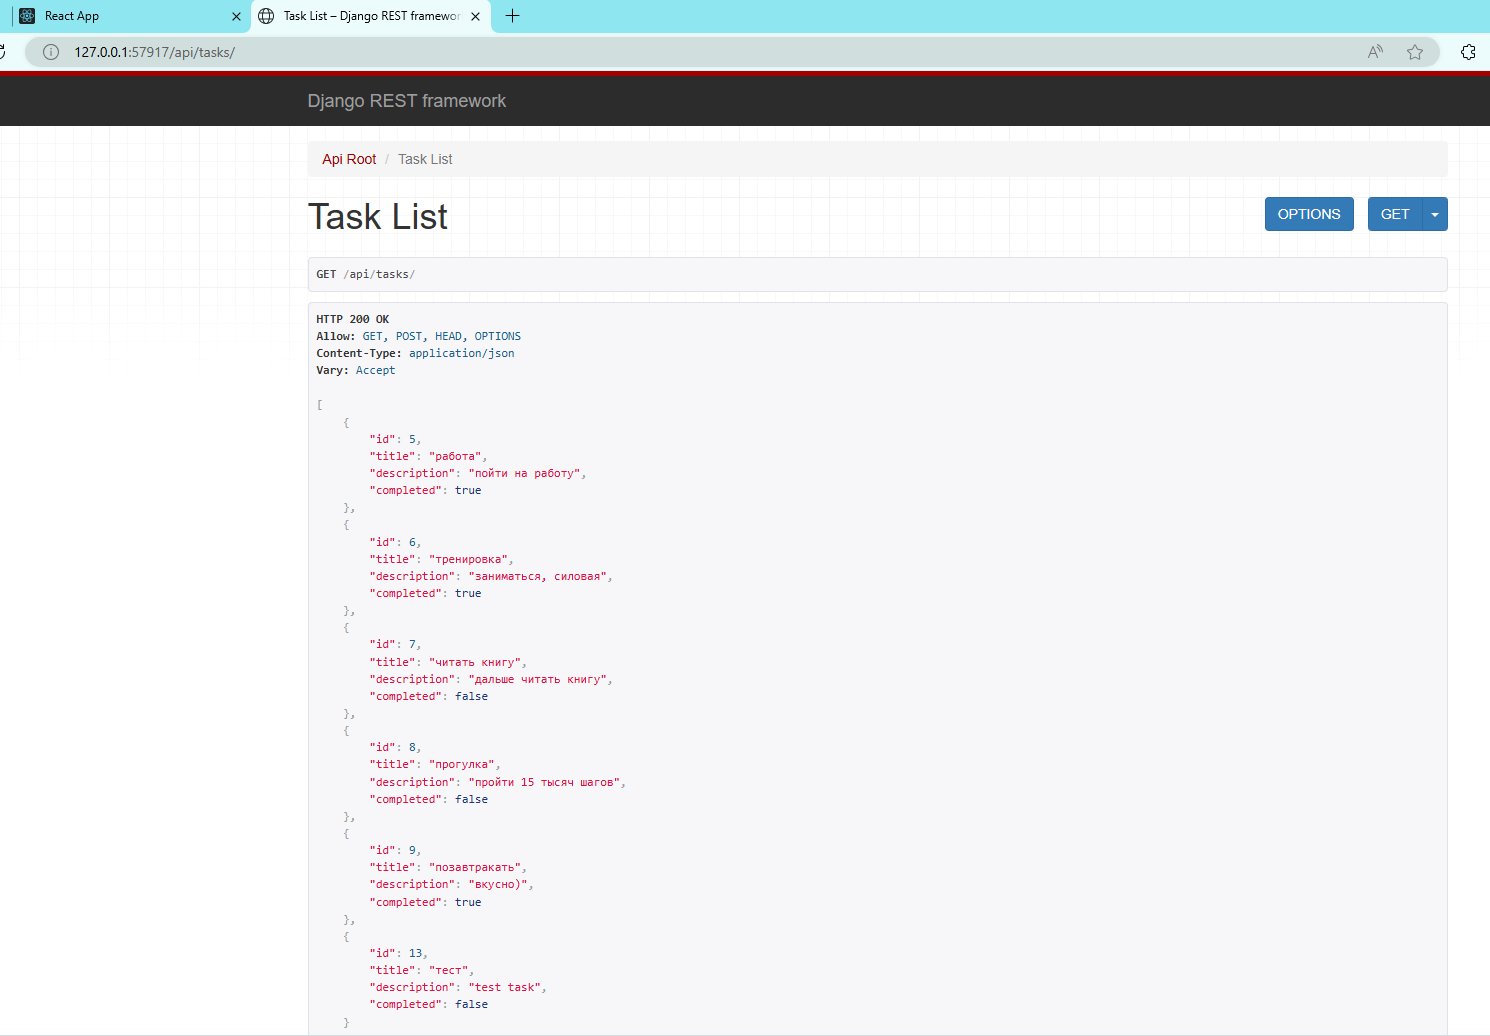 React App
Task List – Django REST framewor
127.0.0.1:57917/api/tasks/
Django REST framework
Api Root / Task List
Task List
OPTIONS
GET
GET /api/tasks/
HTTP 200 OK
Allow: GET, POST, HEAD, OPTIONS
Content-Type: application/json
Vary: Accept
[
{
"id": 5,
"title": "работа",
"description": "пойти на работу",
"completed": true
},
{
"id": 6,
"title": "тренировка",
"description": "заниматься, силовая",
"completed": true
},
{
"id": 7,
"title": "читать книгу",
"description": "дальше читать книгу",
"completed": false
},
{
"id": 8,
"title": "прогулка",
"description": "пройти 15 тысяч шагов",
"completed": false
},
{
"id": 9,
"title": "позавтракать",
"description": "вкусно)",
"completed": true
},
{
"id": 13,
"title": "тест",
"description": "test task",
"completed": false
}